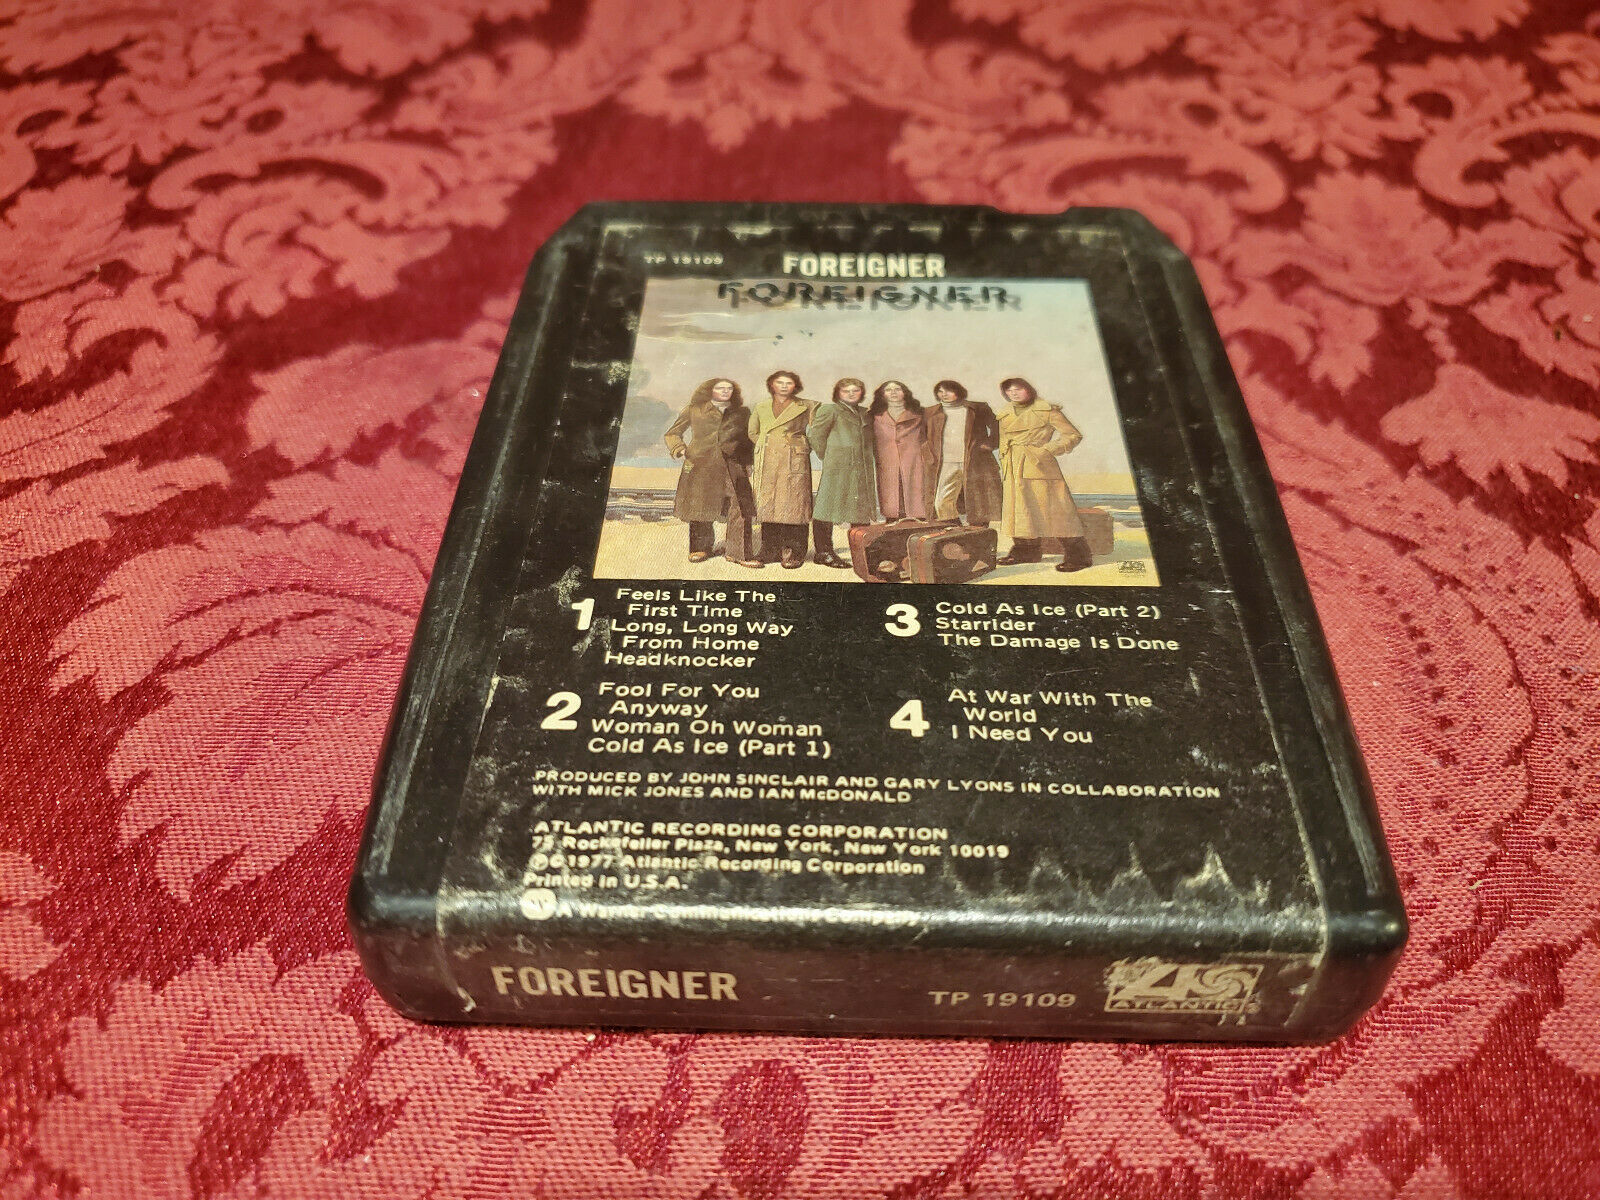 TP 19109
FOREIGNER
FOREIGNER
1
Feels Like The
First Time
Long, Long Way
From Home
Headknocker
2
Fool For You
Anyway
Woman Oh Woman
Cold As Ice (Part 1)
3
Cold As Ice (Part 2)
Starrider
The Damage Is Done
4
At War With The
World
I Need You
PRODUCED BY JOHN SINCLAIR AND GARY LYONS IN COLLABORATION
WITH MICK JONES AND IAN McDONALD
ATLANTIC RECORDING CORPORATION
75 Rockefeller Plaza, New York, New York 10019
℗©1977 Atlantic Recording Corporation
Printed in U.S.A.
A Warner Communications Company
FOREIGNER
TP 19109
ATLANTIC